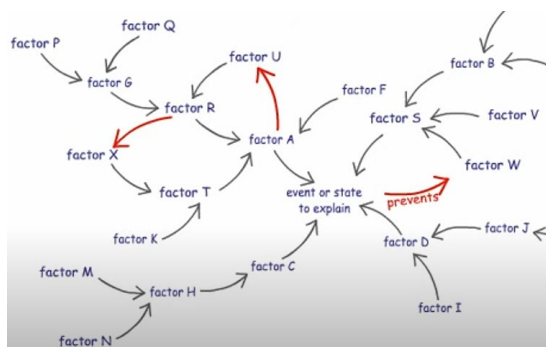 factor Q
factor P
factor U
factor B
factor G
factor F
factor R
factor S
factor V
factor A
factor X
factor W
factor T
event or state
to explain
prevents
factor K
factor D
factor J
factor C
factor M
factor H
factor I
factor N